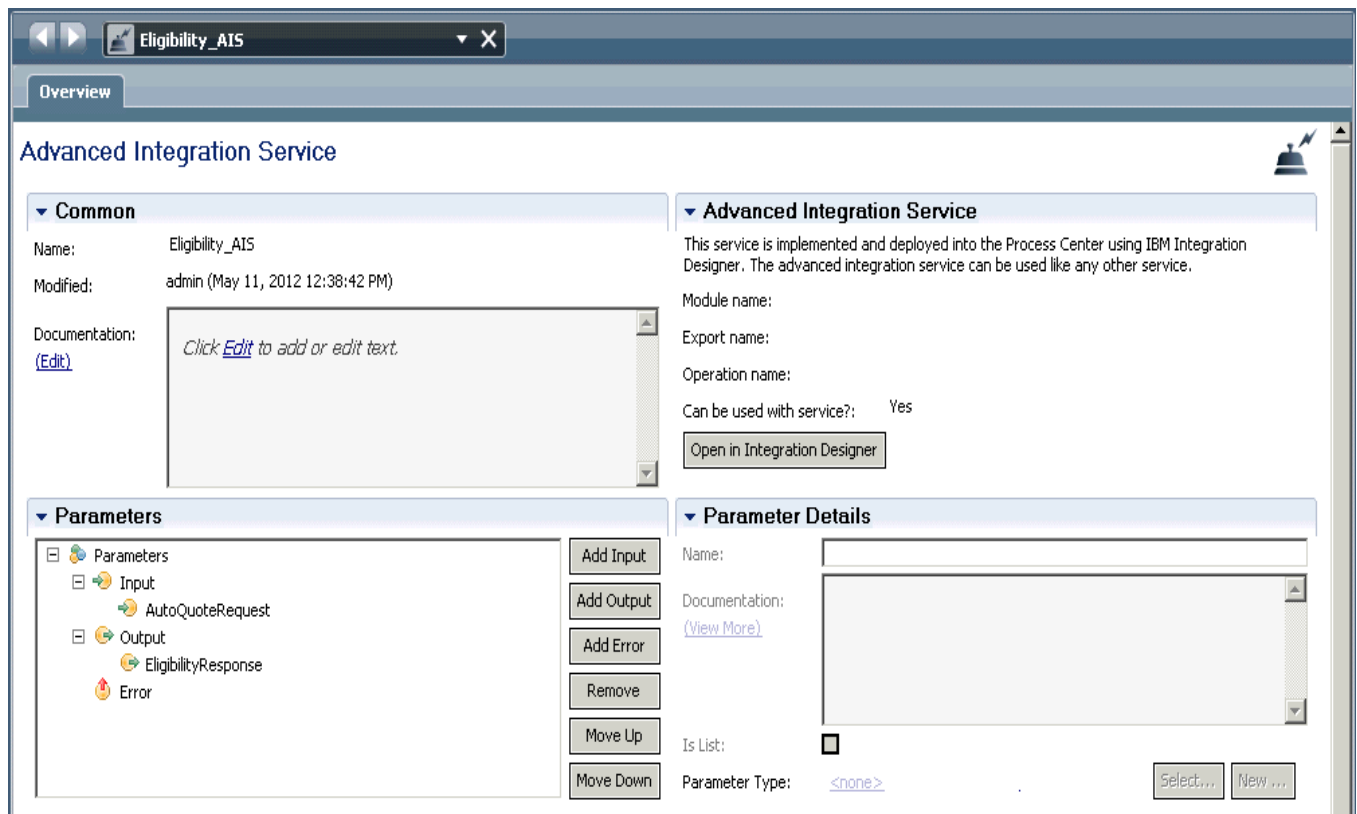 Eligibility_AIS
Overview
Advanced Integration Service
Common
Name:
Eligibility_AIS
Modified:
admin (May 11, 2012 12:38:42 PM)
Documentation:
(Edit)
Click Edit to add or edit text.
Advanced Integration Service
This service is implemented and deployed into the Process Center using IBM Integration
Designer. The advanced integration service can be used like any other service.
Module name:
Export name:
Operation name:
Can be used with service?: Yes
Open in Integration Designer
Parameters
Parameters
Input
AutoQuoteRequest
Output
EligibilityResponse
Error
Add Input
Add Output
Add Error
Remove
Move Up
Move Down
Parameter Details
Name:
Documentation:
(View More)
Is List:
Parameter Type: <none>
Select...
New ...